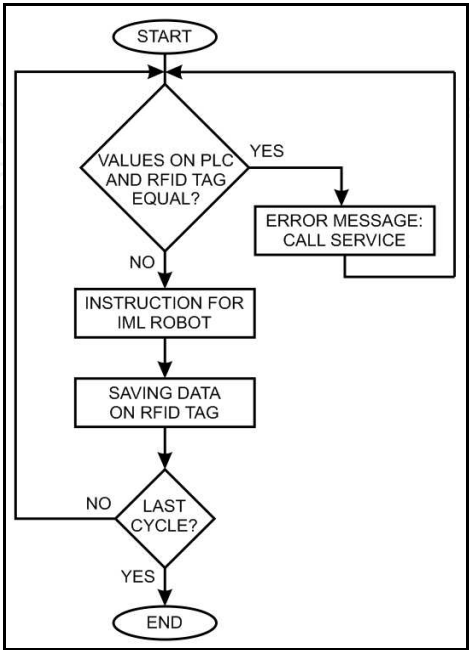 START
VALUES ON PLC
AND RFID TAG
EQUAL?
YES
ERROR MESSAGE:
CALL SERVICE
NO
INSTRUCTION FOR
IML ROBOT
SAVING DATA
ON RFID TAG
NO
LAST
CYCLE?
YES
END